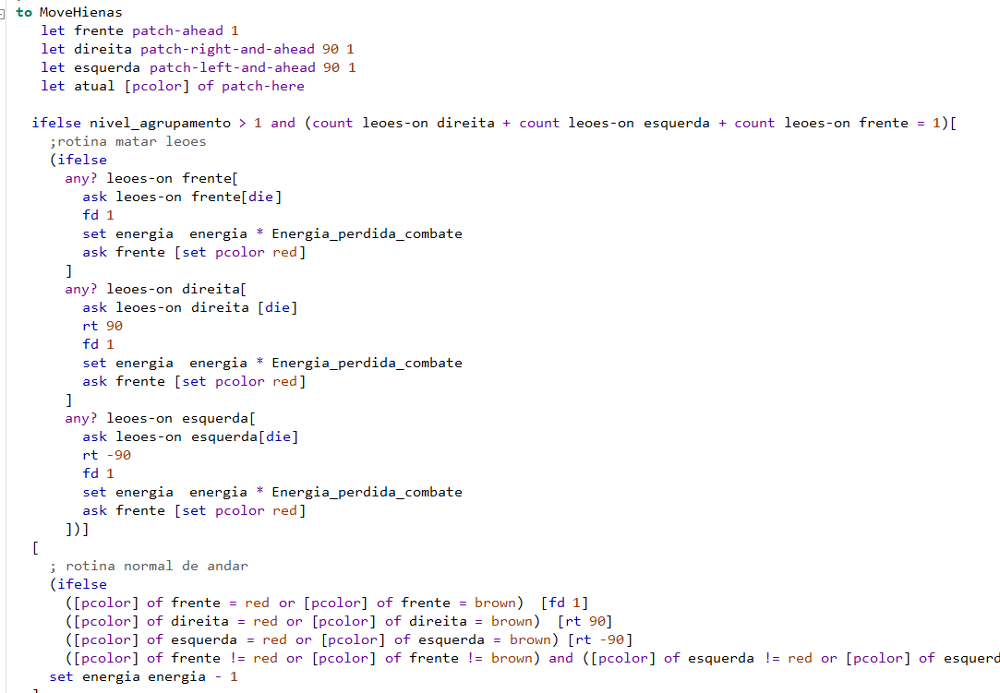 to MoveHienas
let frente patch-ahead 1
let direita patch-right-and-ahead 90 1
let esquerda patch-left-and-ahead 90 1
let atual [pcolor] of patch-here
ifelse nivel_agrupamento > 1 and (count leoes-on direita + count leoes-on esquerda + count leoes-on frente = 1)[
;rotina matar leoes
(ifelse
any? leoes-on frente[
ask leoes-on frente[die]
fd 1
set energia  energia * Energia_perdida_combate
ask frente [set pcolor red]
]
any? leoes-on direita[
ask leoes-on direita [die]
rt 90
fd 1
set energia  energia * Energia_perdida_combate
ask frente [set pcolor red]
]
any? leoes-on esquerda[
ask leoes-on esquerda[die]
rt -90
fd 1
set energia  energia * Energia_perdida_combate
ask frente [set pcolor red]
])]
[
; rotina normal de andar
(ifelse
([pcolor] of frente = red or [pcolor] of frente = brown)  [fd 1]
([pcolor] of direita = red or [pcolor] of direita = brown)  [rt 90]
([pcolor] of esquerda = red or [pcolor] of esquerda = brown) [rt -90]
([pcolor] of frente != red or [pcolor] of frente != brown) and ([pcolor] of esquerda != red or [pcolor] of esquerd
set energia energia - 1